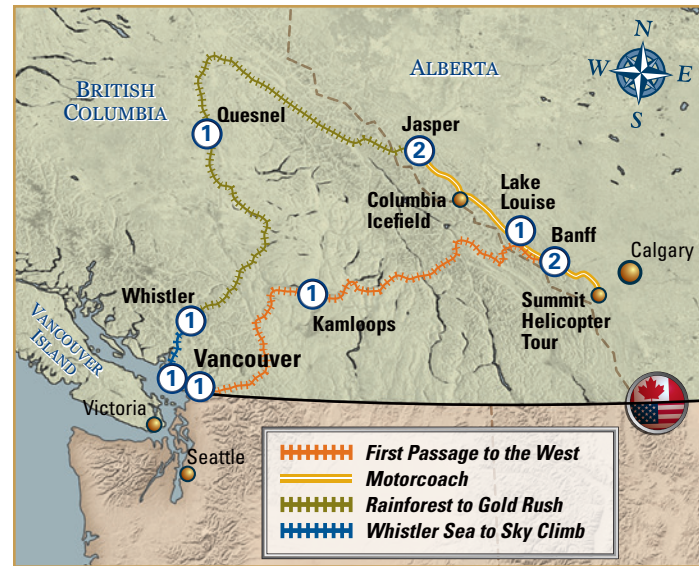 N
W
E
S
BRITISH
COLUMBIA
ALBERTA
1
Quesnel
Jasper
2
Columbia
Icefield
Lake
Louise
1
Banff
2
Calgary
Summit
Helicopter
Tour
Whistler
1
1
Kamloops
VANCOUVER
ISLAND
Vancouver
1
1
Victoria
Seattle
First Passage to the West
Motorcoach
Rainforest to Gold Rush
Whistler Sea to Sky Climb